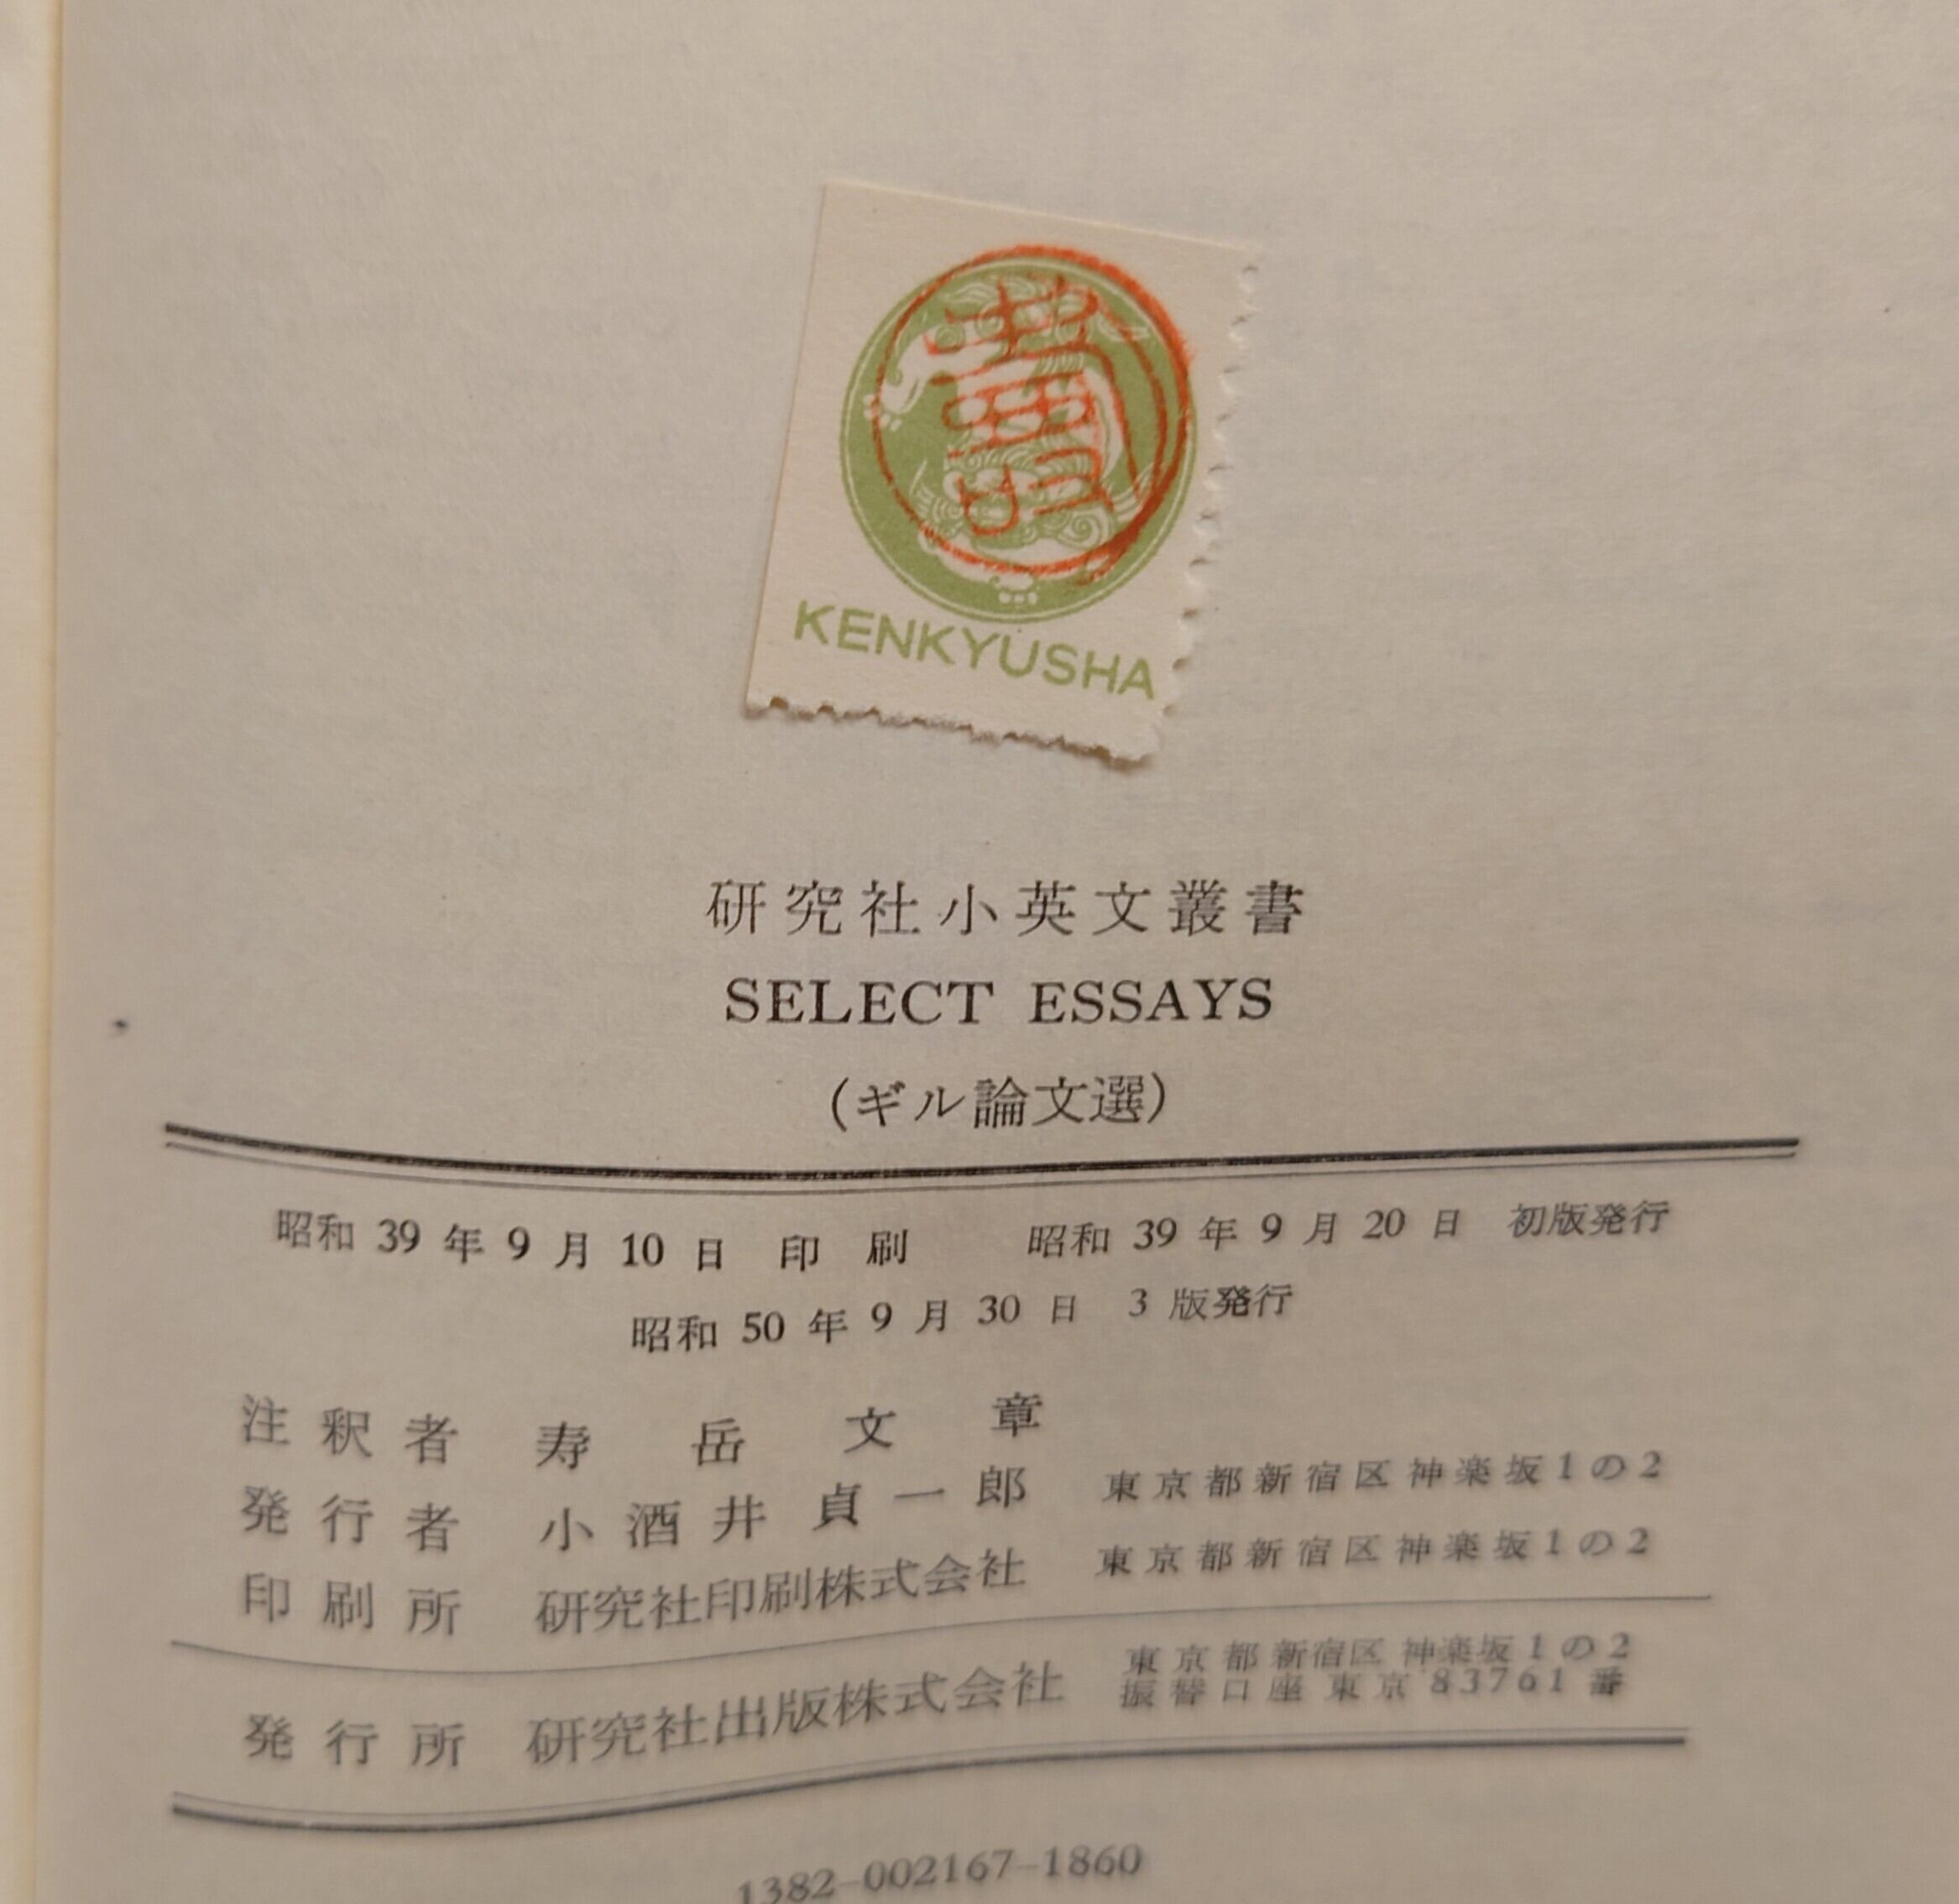 KENKYUSHA
研究社小英文叢書
SELECT ESSAYS
(ギル論文選)
昭和 39 年 9 月 10 日 印 刷 昭和 39 年 9 月 20 日 初版発行
昭和 50 年 9 月 30 日 3 版発行
注釈者 寿岳文章
発行者 小酒井貞一郎 東京都新宿区神楽坂1の2
印刷所 研究社印刷株式会社 東京都新宿区神楽坂1の2
発行所 研究社出版株式会社 東京都新宿区神楽坂1の2
振替口座東京83761番
1382-002167-1860